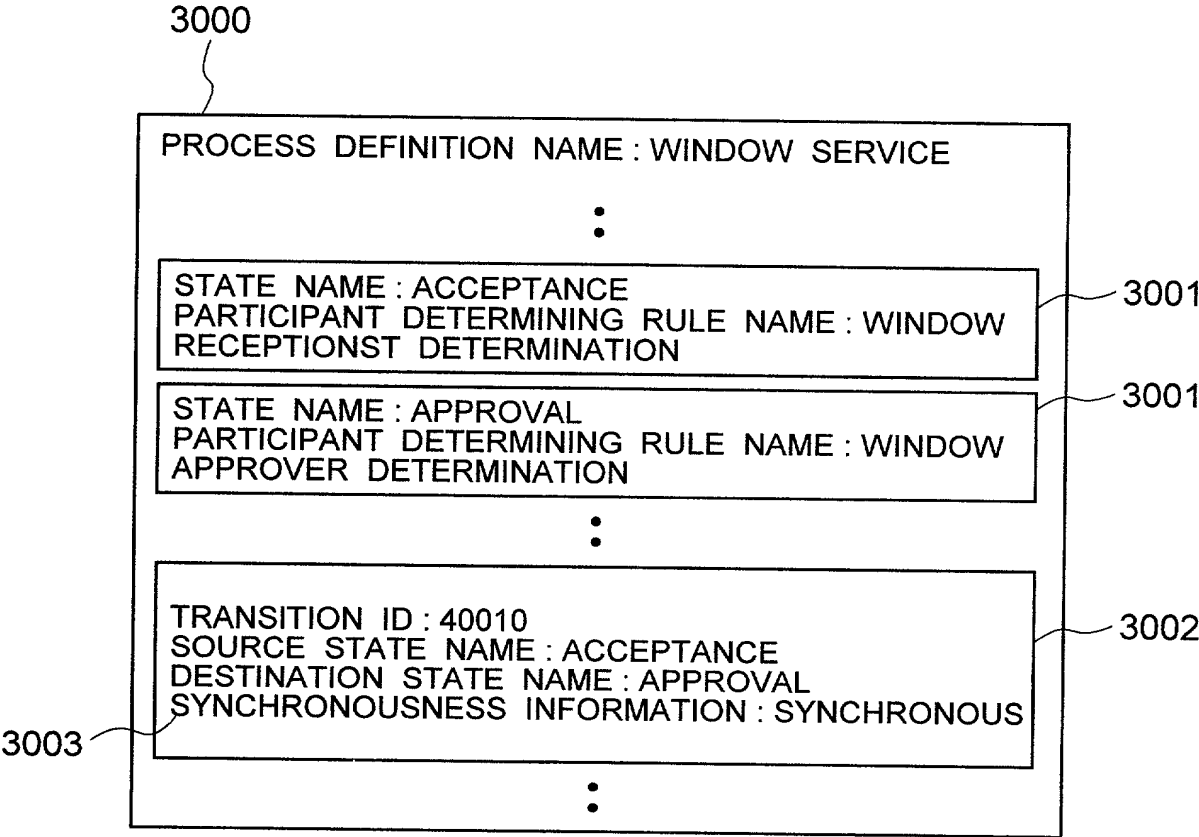 3000
PROCESS DEFINITION NAME : WINDOW SERVICE
STATE NAME : ACCEPTANCE
PARTICIPANT DETERMINING RULE NAME : WINDOW
RECEPTIONST DETERMINATION
3001
STATE NAME : APPROVAL
PARTICIPANT DETERMINING RULE NAME : WINDOW
APPROVER DETERMINATION
3001
TRANSITION ID : 40010
SOURCE STATE NAME : ACCEPTANCE
DESTINATION STATE NAME : APPROVAL
SYNCHRONOUSNESS INFORMATION : SYNCHRONOUS
3002
3003